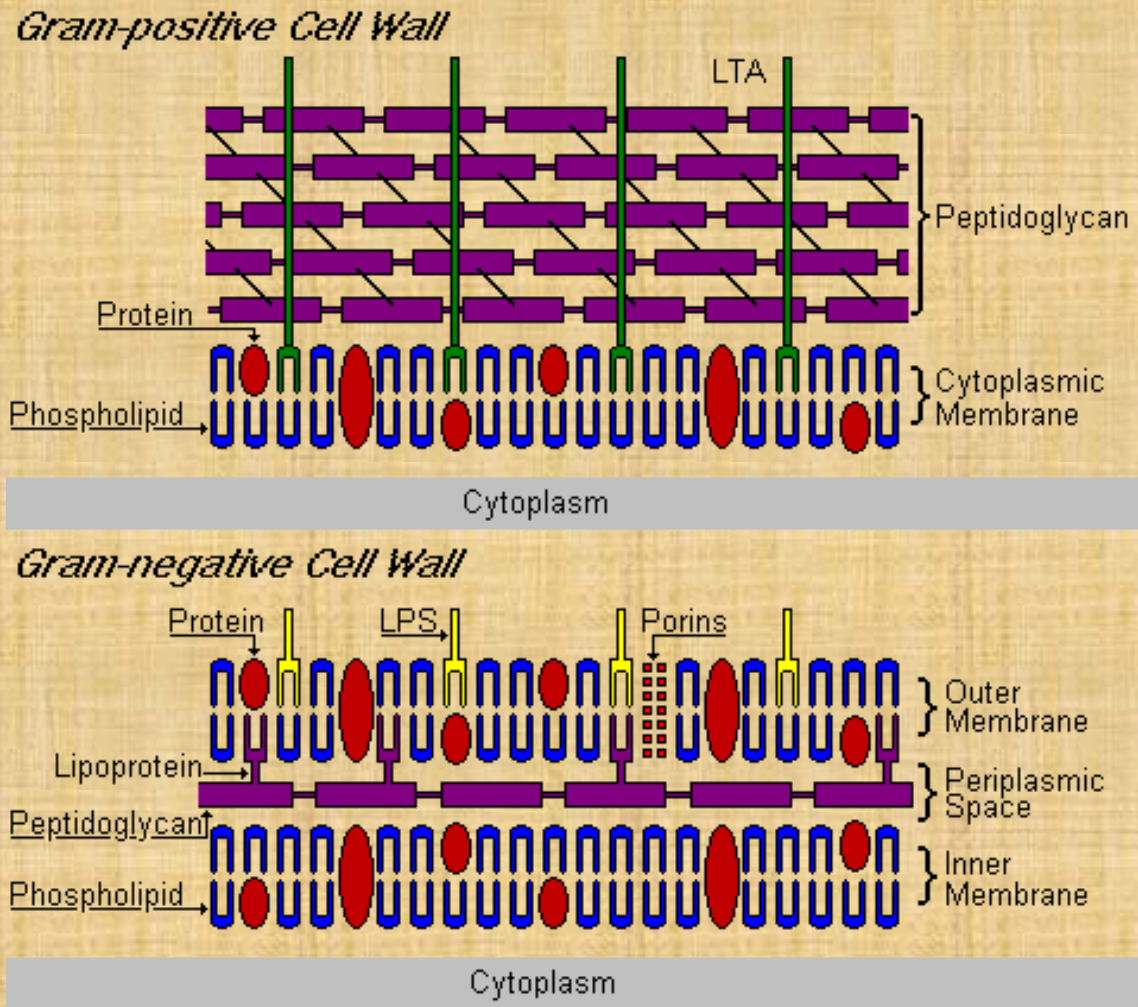 Gram-positive Cell Wall
LTA
Peptidoglycan
Protein
Cytoplasmic
Membrane
Phospholipid
Cytoplasm
Gram-negative Cell Wall
Protein
LPS
Porins
Outer
Membrane
Lipoprotein
Periplasmic
Space
Peptidoglycan
Inner
Membrane
Phospholipid
Cytoplasm